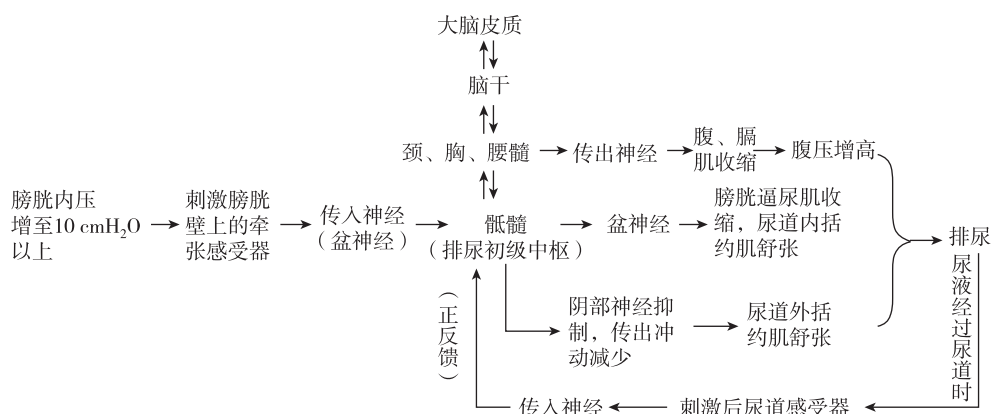 大脑皮质
脑干
颈、胸、腰髓
传出神经
腹、膈
肌收缩
腹压增高
膀胱内压
增至10 cmH₂O
以上
刺激膀胱
壁上的牵
张感受器
传入神经
（盆神经）
骶髓
（排尿初级中枢）
盆神经
膀胱逼尿肌收
缩，尿道内括
约肌舒张
排尿
尿液经过尿道时
（正反馈）
阴部神经抑
制，传出冲
动减少
尿道外括
约肌舒张
传入神经
刺激后尿道感受器